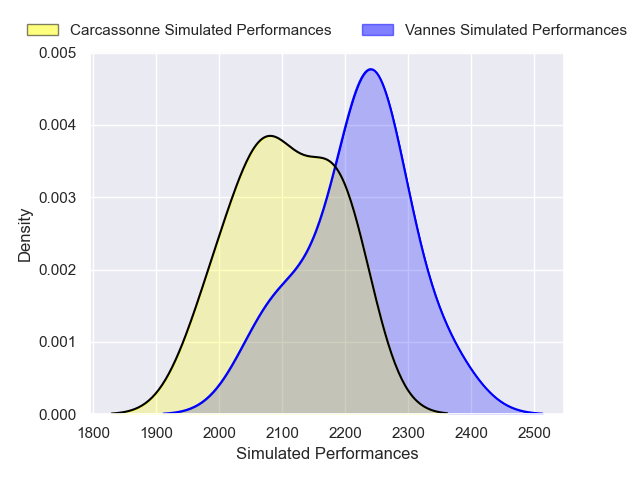 Carcassonne Simulated Performances
Vannes Simulated Performances
0.005
0.004
0.003
0.002
0.001
0.000
Density
1800 1900 2000 2100 2200 2300 2400 2500
Simulated Performances